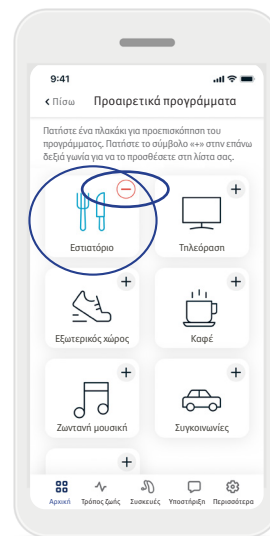 9:41
Πίσω Προαιρετικά προγράμματα
Πατήστε ένα πλακάκι για προεπισκόπηση του
προγράμματος. Πατήστε το σύμβολο «+» στην επάνω
δεξιά γωνία για να το προσθέσετε στη λίστα σας.
Εστιατόριο Τηλεόραση
Εξωτερικός χώρος Καφέ
Ζωντανή μουσική Συγκοινωνίες
Αρχική Τρόπος ζωής Συσκευές Υποστήριξη Περισσότερα